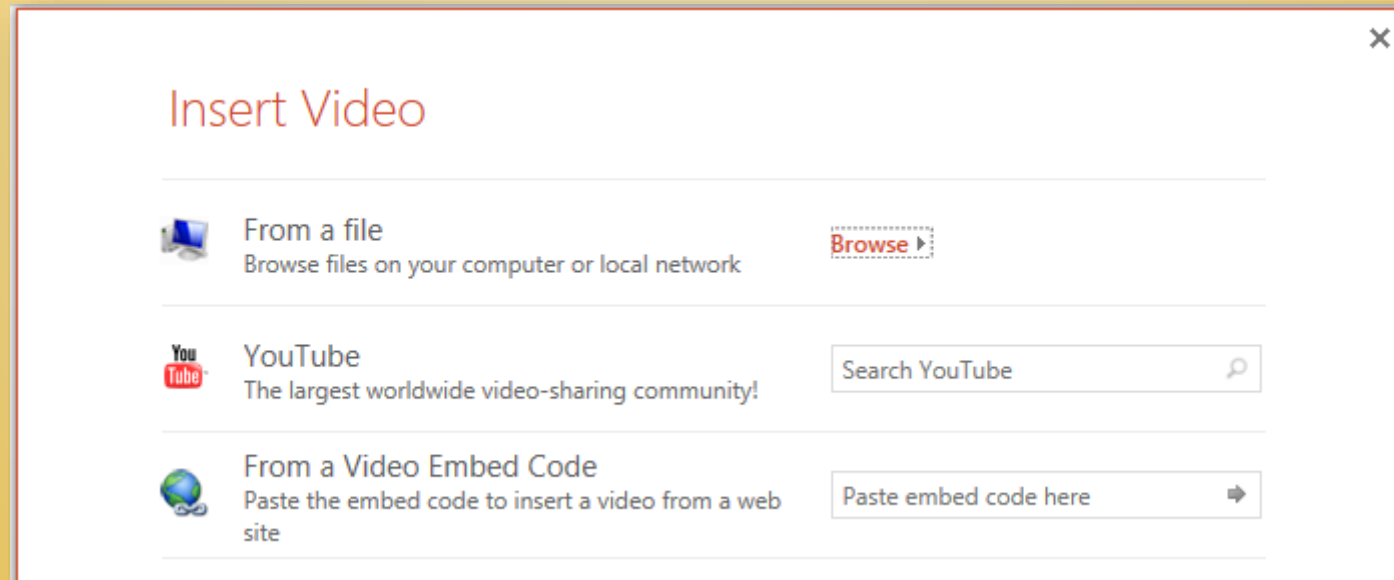 Insert Video
From a file
Browse files on your computer or local network
Browse
You
Tube
YouTube
The largest worldwide video-sharing community!
Search YouTube
From a Video Embed Code
Paste the embed code to insert a video from a web
site
Paste embed code here